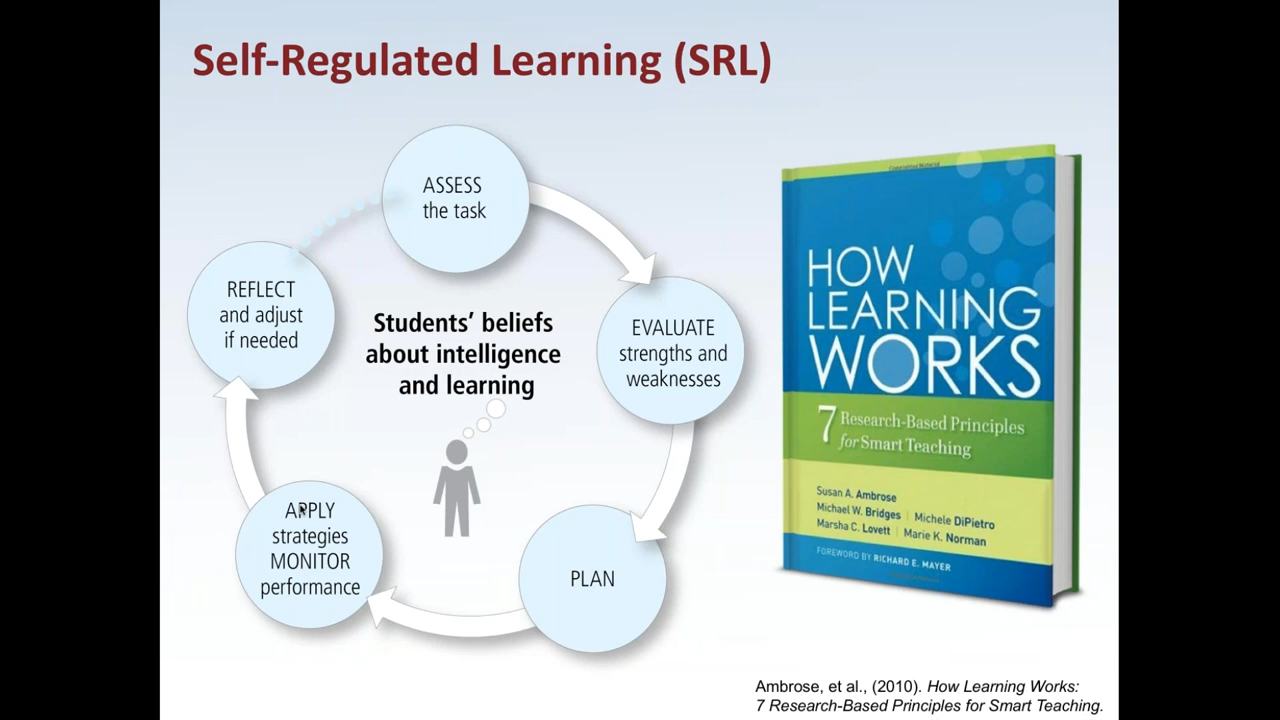 Self-Regulated Learning (SRL)
ASSESS
the task
EVALUATE
strengths and
weaknesses
PLAN
APPLY
strategies
MONITOR
performance
REFLECT
and adjust
if needed
Students' beliefs
about intelligence
and learning
Copyrighted Material
HOW
LEARNING
WORKS
7 Research-Based Principles
for Smart Teaching
Susan A. Ambrose
Michael W. Bridges | Michele DiPietro
Marsha C. Lovett | Marie K. Norman
FOREWORD BY RICHARD E. MAYER
Ambrose, et al., (2010). How Learning Works:
7 Research-Based Principles for Smart Teaching.